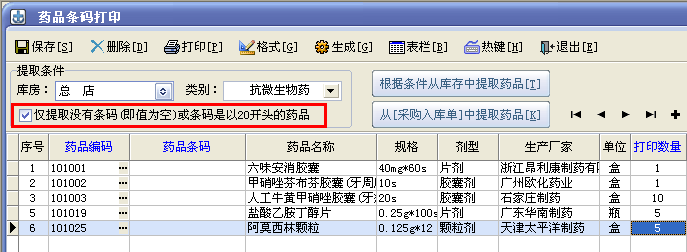 药品条码打印
保存[S] 删除[D] 打印[P] 格式[G] 生成[G] 表栏[B] 热键[H] 退出[E]
提取条件
库房: 总 店 类别: 抗微生物药
根据条件从库存中提取药品[T]
仅提取没有条码(即值为空)或条码是以20开头的药品
从[采购入库单]中提取药品[K]
序号 药品编码 药品条码 药品名称 规格 剂型 生产厂家 单位 打印数量
1 101001 ... 六味安消胶囊 40mg*60s 片剂 浙江昂利康制药有 盒 1
2 101002 ... 甲硝唑芬布芬胶囊(牙周 10s 胶囊剂 广州欧化药业 盒 1
3 101003 ... 人工牛黄甲硝唑胶囊(牙 20s 胶囊剂 石家庄制药 盒 10
5 101019 ... 盐酸乙胺丁醇片 0.25g*100s 片剂 广东华南制药 瓶 5
6 101025 ... 阿莫西林颗粒 0.125g*12 颗粒剂 天津太平洋制药 盒 5